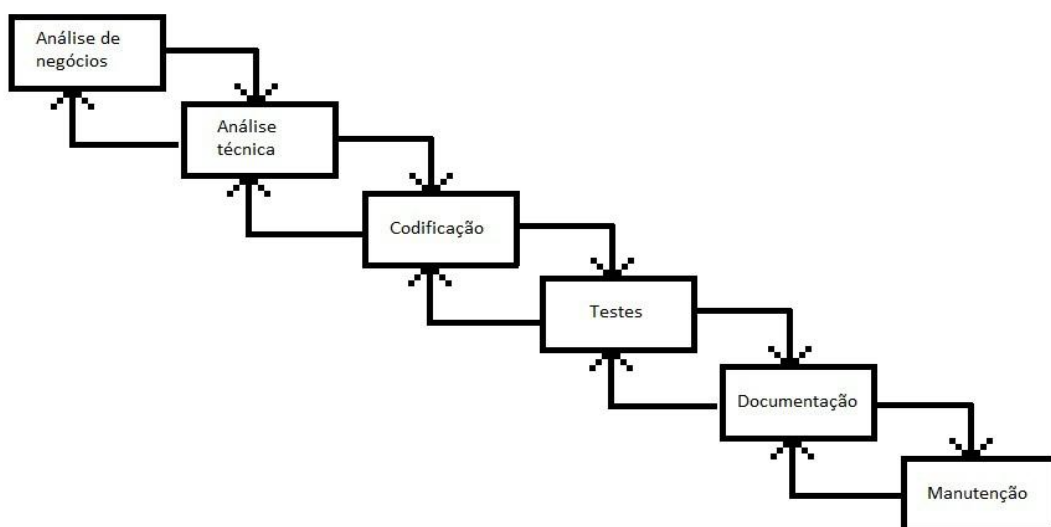 Análise de
negócios
Análise
técnica
Codificação
Testes
Documentação
Manutenção